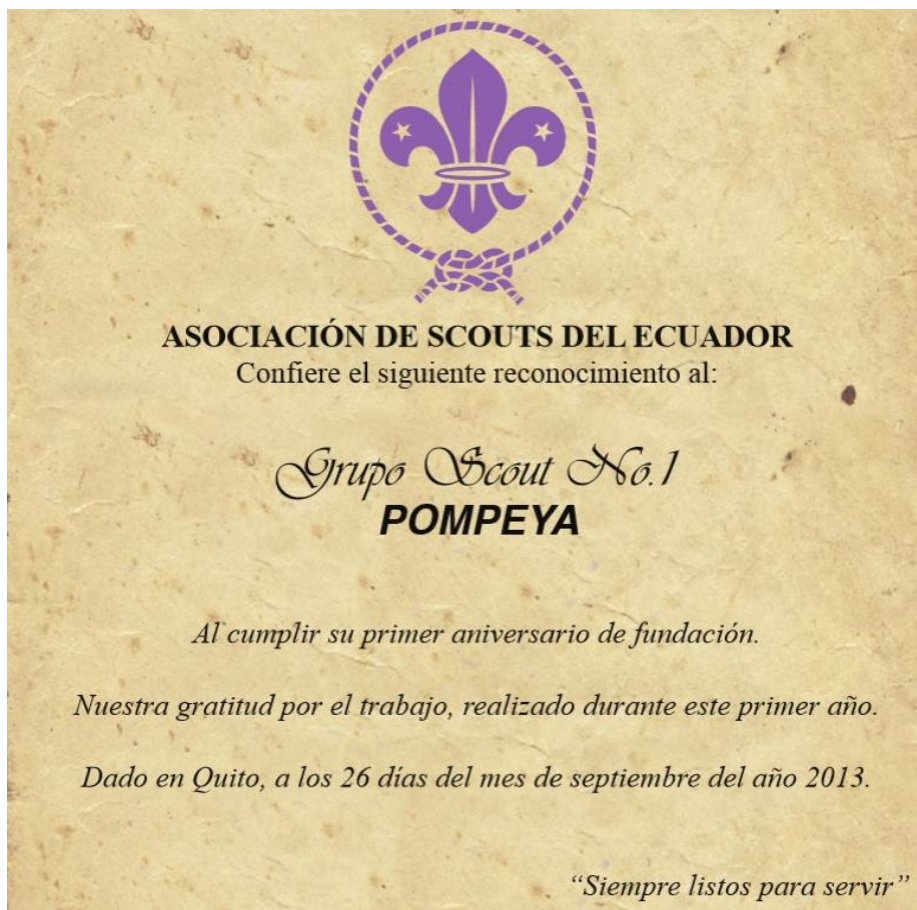 ASOCIACIÓN DE SCOUTS DEL ECUADOR
Confiere el siguiente reconocimiento al:
Grupo Scout No.1
POMPEYA
Al cumplir su primer aniversario de fundación.
Nuestra gratitud por el trabajo, realizado durante este primer año.
Dado en Quito, a los 26 días del mes de septiembre del año 2013.
“Siempre listos para servir”